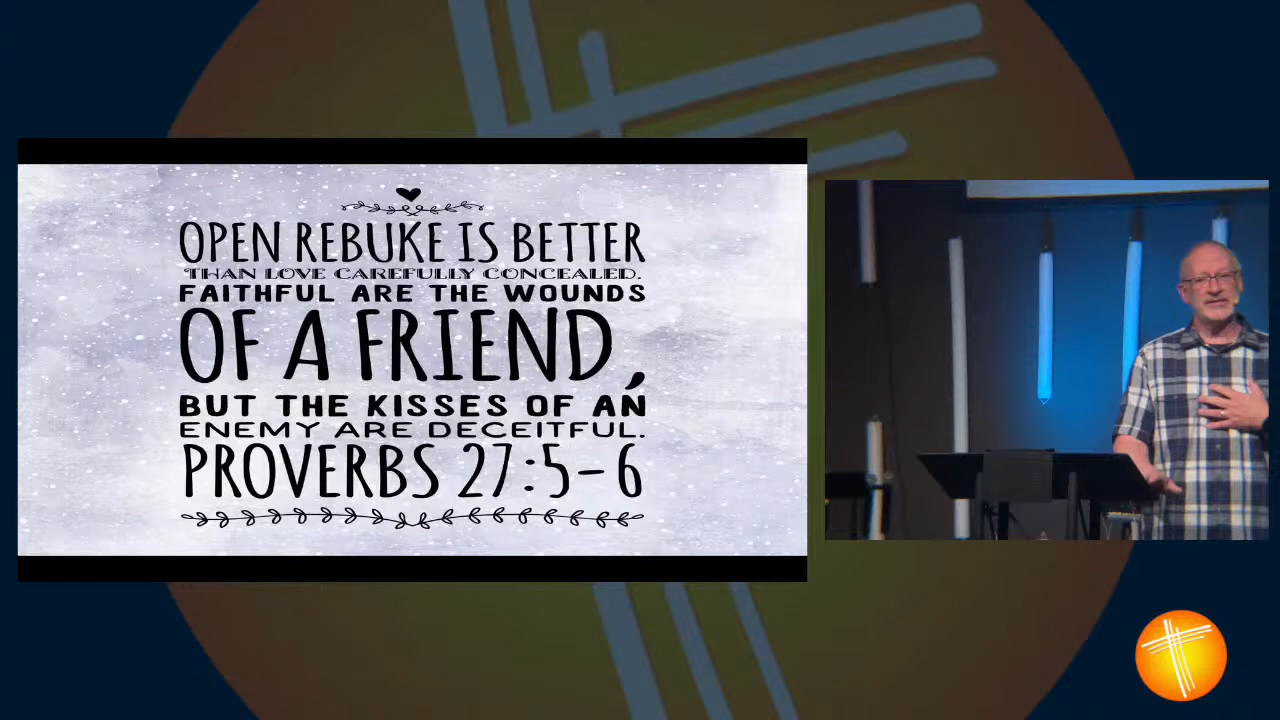 OPEN REBUKE IS BETTER
THAN LOVE CAREFULLY CONCEALED.
FAITHFUL ARE THE WOUNDS
OF A FRIEND,
BUT THE KISSES OF AN
ENEMY ARE DECEITFUL.
PROVERBS 27:5-6